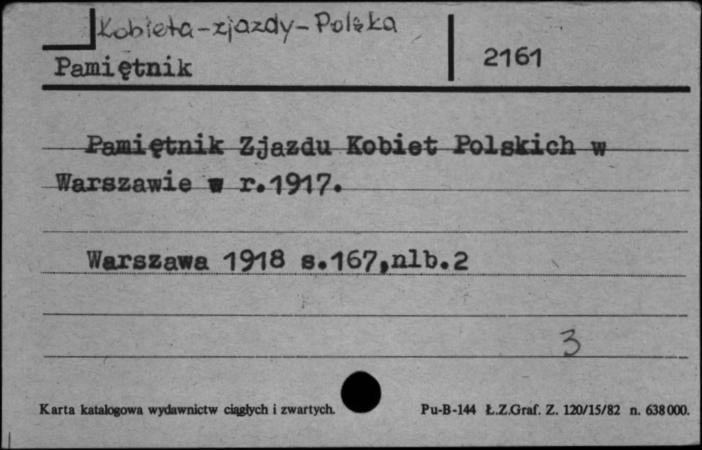 Kobieta-zjazdy-Polska
Pamiętnik 2161
Pamiętnik Zjazdu Kobiet Polskich w
Warszawie w r.1917.
Warszawa 1918 s.167,nlb.2
3
Karta katalogowa wydawnictw ciągłych i zwartych. Pu-B-144 Ł.Z.Graf. Z. 120/15/82 n. 638000.